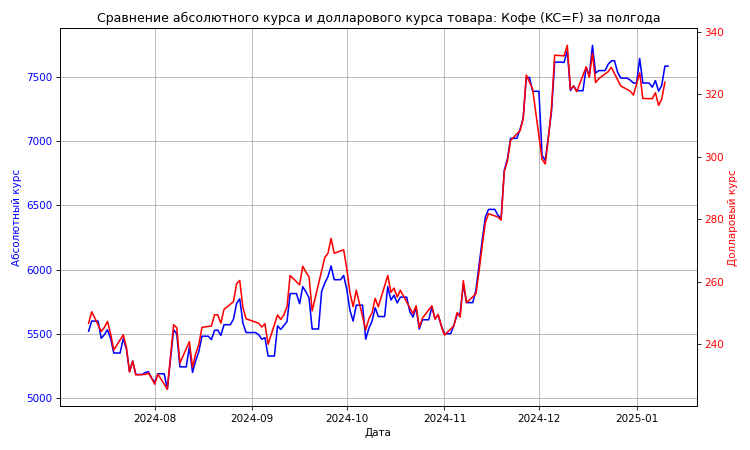 Сравнение абсолютного курса и долларового курса товара: Кофе (KC=F) за полгода
Абсолютный курс
7500
7000
6500
6000
5500
5000
340
320
300
280
260
240
Долларовый курс
2024-08 2024-09 2024-10 2024-11 2024-12 2025-01
Дата